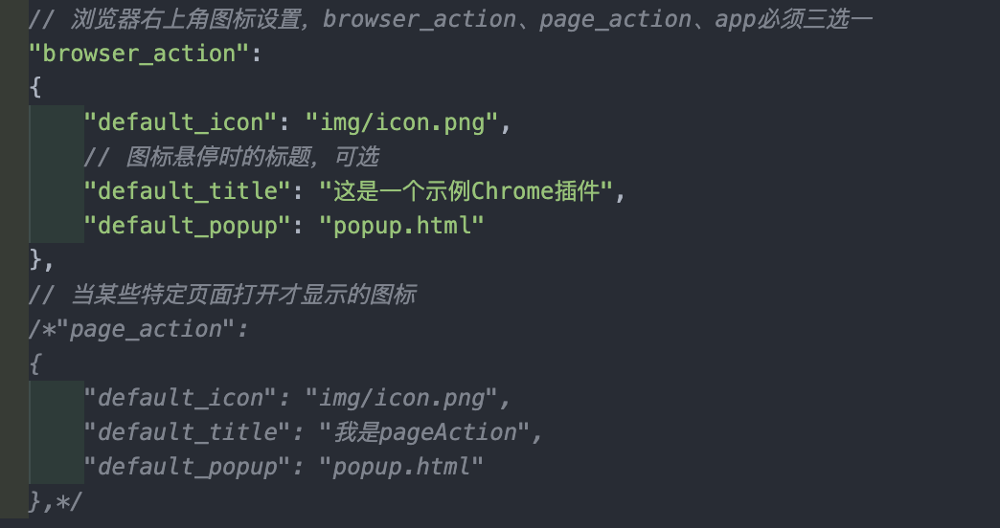 // 浏览器右上角图标设置，browser_action、page_action、app必须三选一
"browser_action":
{
    "default_icon": "img/icon.png",
    // 图标悬停时的标题，可选
    "default_title": "这是一个示例Chrome插件",
    "default_popup": "popup.html"
},
// 当某些特定页面打开才显示的图标
/*"page_action":
{
    "default_icon": "img/icon.png",
    "default_title": "我是pageAction",
    "default_popup": "popup.html"
},*/